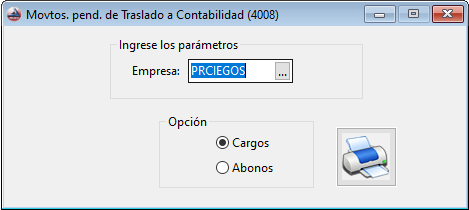 Movtos. pend. de Traslado a Contabilidad (4008)
Ingrese los parámetros
Empresa: PRCIEGOS ...
Opción
Cargos
Abonos